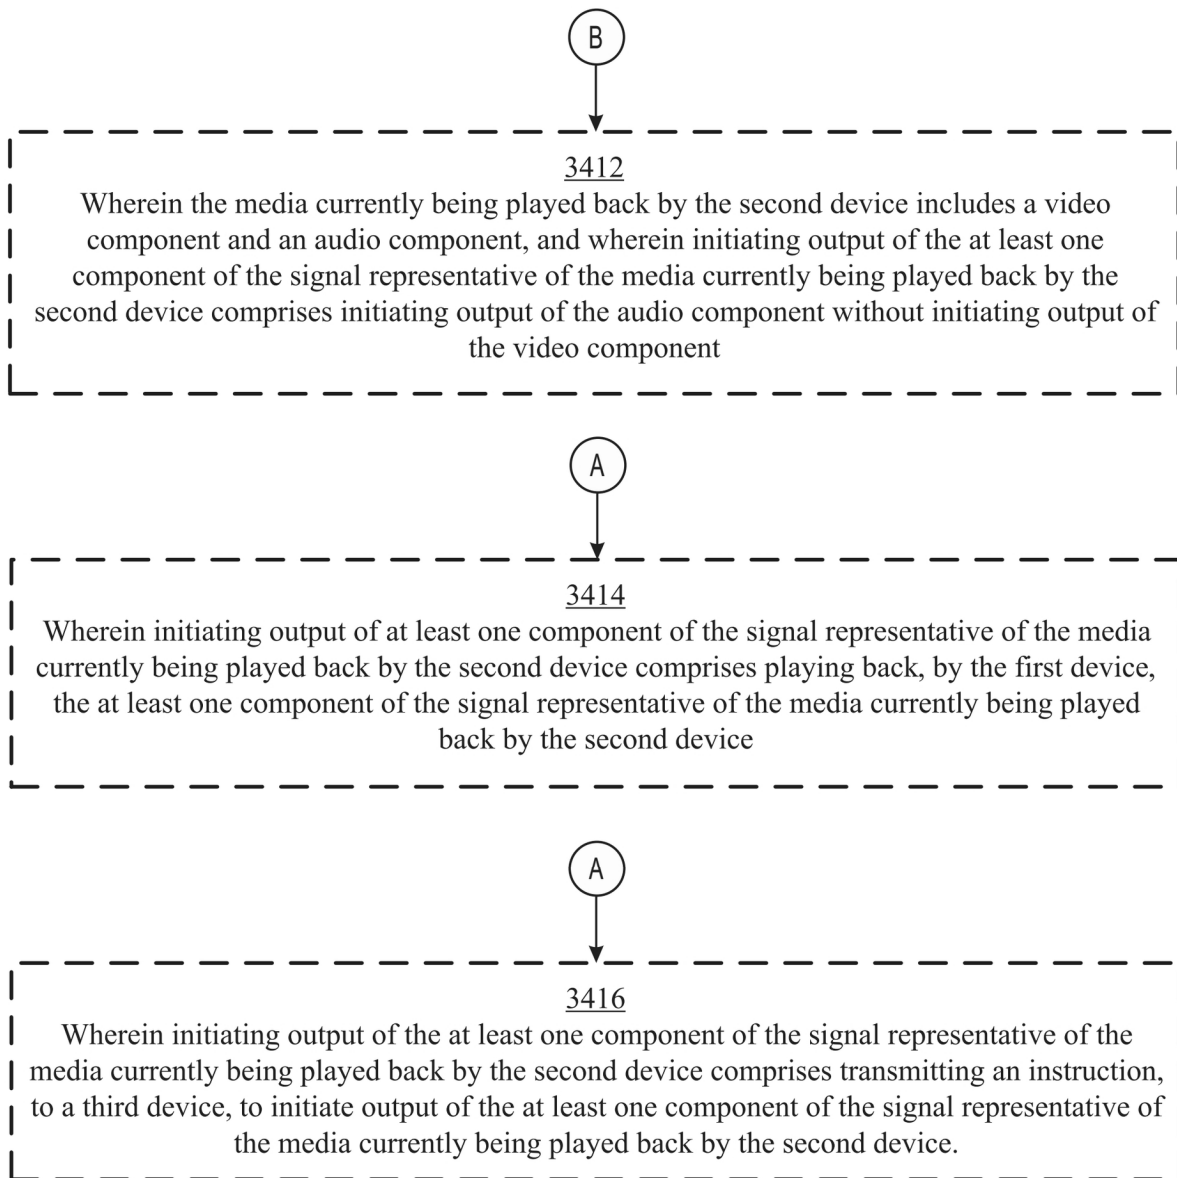 B
3412
Wherein the media currently being played back by the second device includes a video
component and an audio component, and wherein initiating output of the at least one
component of the signal representative of the media currently being played back by the
second device comprises initiating output of the audio component without initiating output of
the video component
A
3414
Wherein initiating output of at least one component of the signal representative of the media
currently being played back by the second device comprises playing back, by the first device,
the at least one component of the signal representative of the media currently being played
back by the second device
A
3416
Wherein initiating output of the at least one component of the signal representative of the
media currently being played back by the second device comprises transmitting an instruction,
to a third device, to initiate output of the at least one component of the signal representative of
the media currently being played back by the second device.